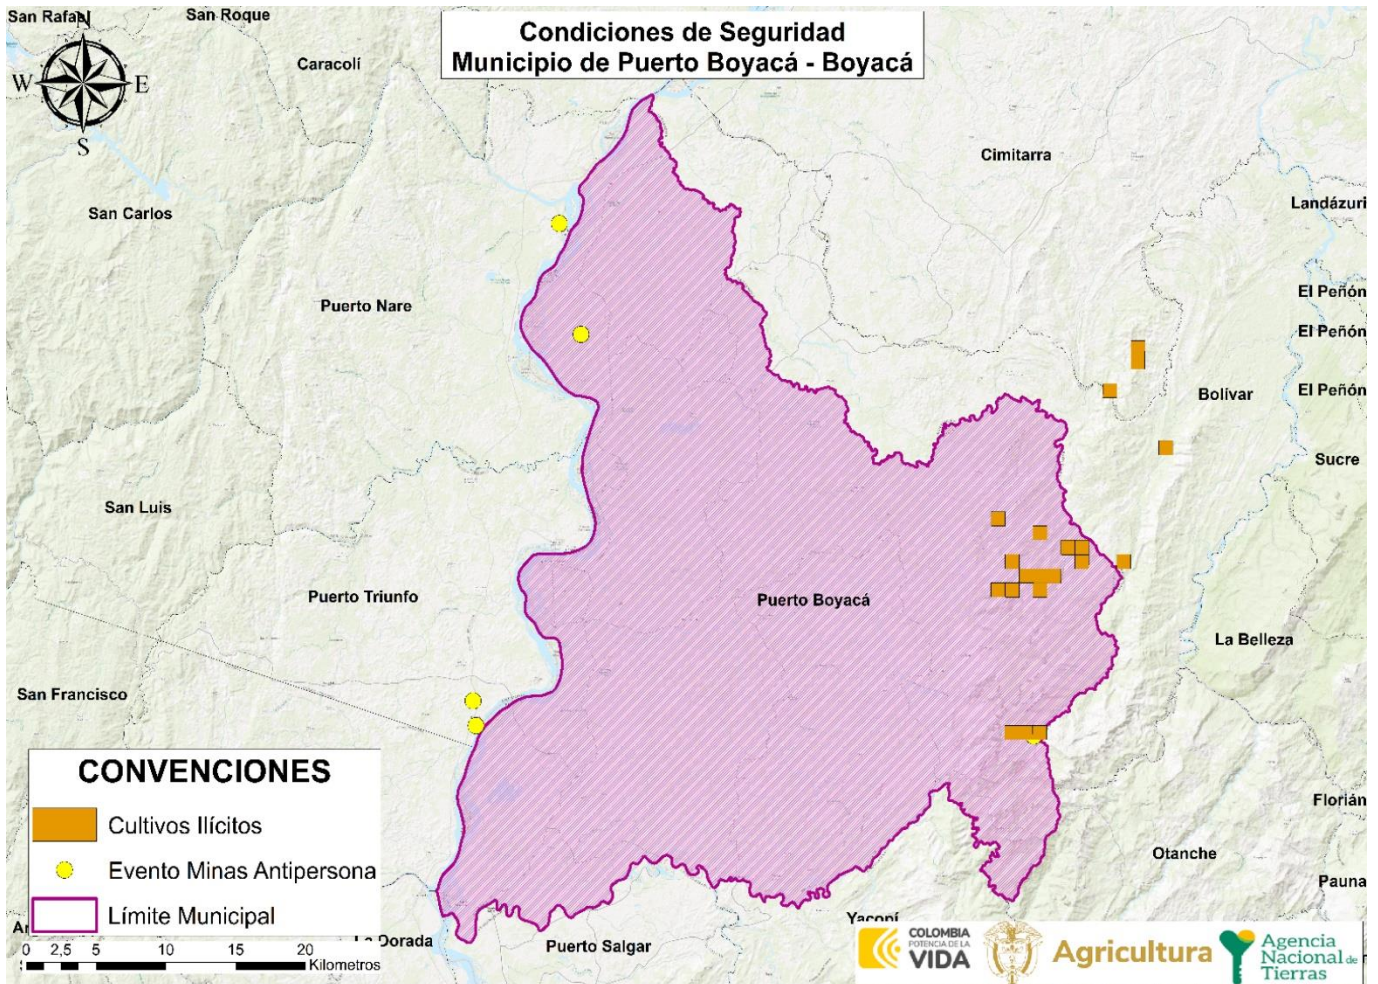 Condiciones de Seguridad
Municipio de Puerto Boyacá - Boyacá
San Rafael
San Roque
N
W
E
S
Caracolí
Cimitarra
San Carlos
Landázuri
El Peñón
Puerto Nare
El Peñón
Bolívar
El Peñón
Sucre
San Luis
Puerto Triunfo
Puerto Boyacá
La Belleza
San Francisco
CONVENCIONES
Cultivos Ilícitos
Evento Minas Antipersona
Límite Municipal
Florián
Otanche
Pauna
Yacopí
La Dorada
Puerto Salgar
0 2,5 5 10 15 20
Kilometros
COLOMBIA
POTENCIA DE LA
VIDA
Agricultura
Agencia
Nacional de
Tierras